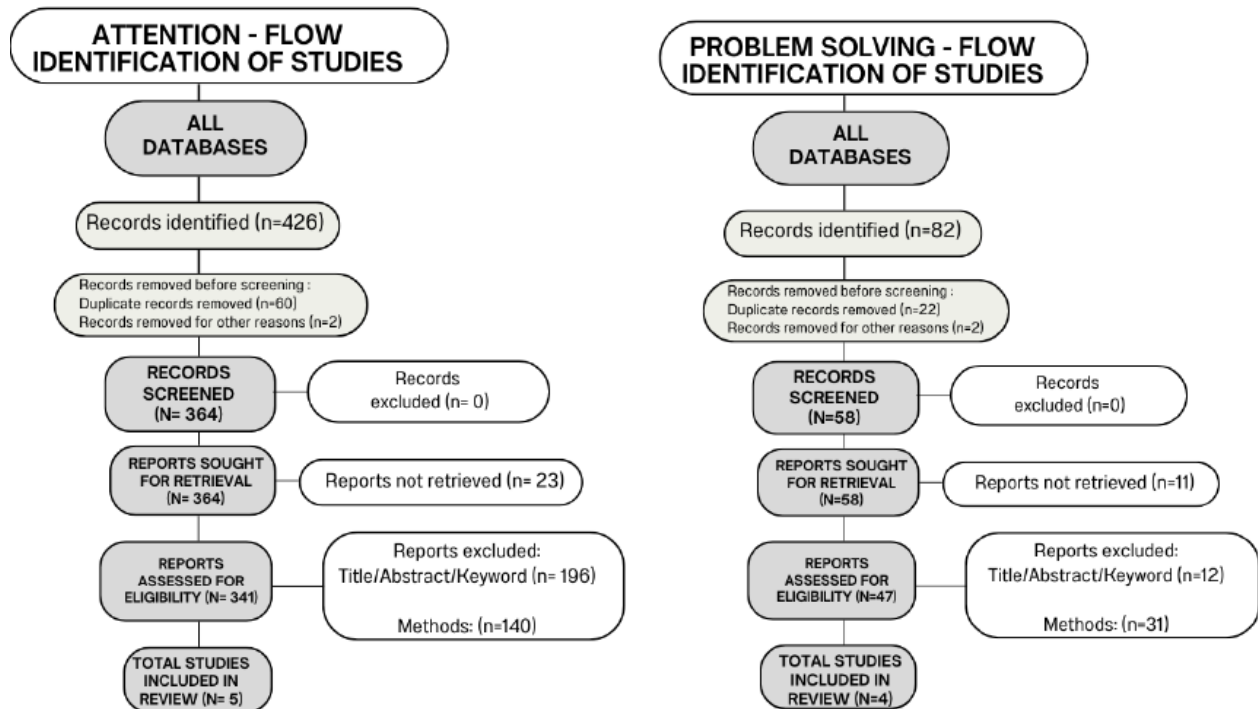 ATTENTION - FLOW
IDENTIFICATION OF STUDIES
ALL
DATABASES
Records identified (n=426)
Records removed before screening :
Duplicate records removed (n=60)
Records removed for other reasons (n=2)
RECORDS
SCREENED
(N= 364)
Records
excluded (n= 0)
REPORTS SOUGHT
FOR RETRIEVAL
(N= 364)
Reports not retrieved (n= 23)
REPORTS
ASSESSED FOR
ELIGIBILITY (N= 341)
Reports excluded:
Title/Abstract/Keyword (n= 196)
Methods: (n=140)
TOTAL STUDIES
INCLUDED IN
REVIEW (N= 5)
PROBLEM SOLVING - FLOW
IDENTIFICATION OF STUDIES
ALL
DATABASES
Records identified (n=82)
Records removed before screening :
Duplicate records removed (n=22)
Records removed for other reasons (n=2)
RECORDS
SCREENED
(N=58)
Records
excluded (n=0)
REPORTS SOUGHT
FOR RETRIEVAL
(N=58)
Reports not retrieved (n=11)
REPORTS
ASSESSED FOR
ELIGIBILITY (N=47)
Reports excluded:
Title/Abstract/Keyword (n=12)
Methods: (n=31)
TOTAL STUDIES
INCLUDED IN
REVIEW (N=4)